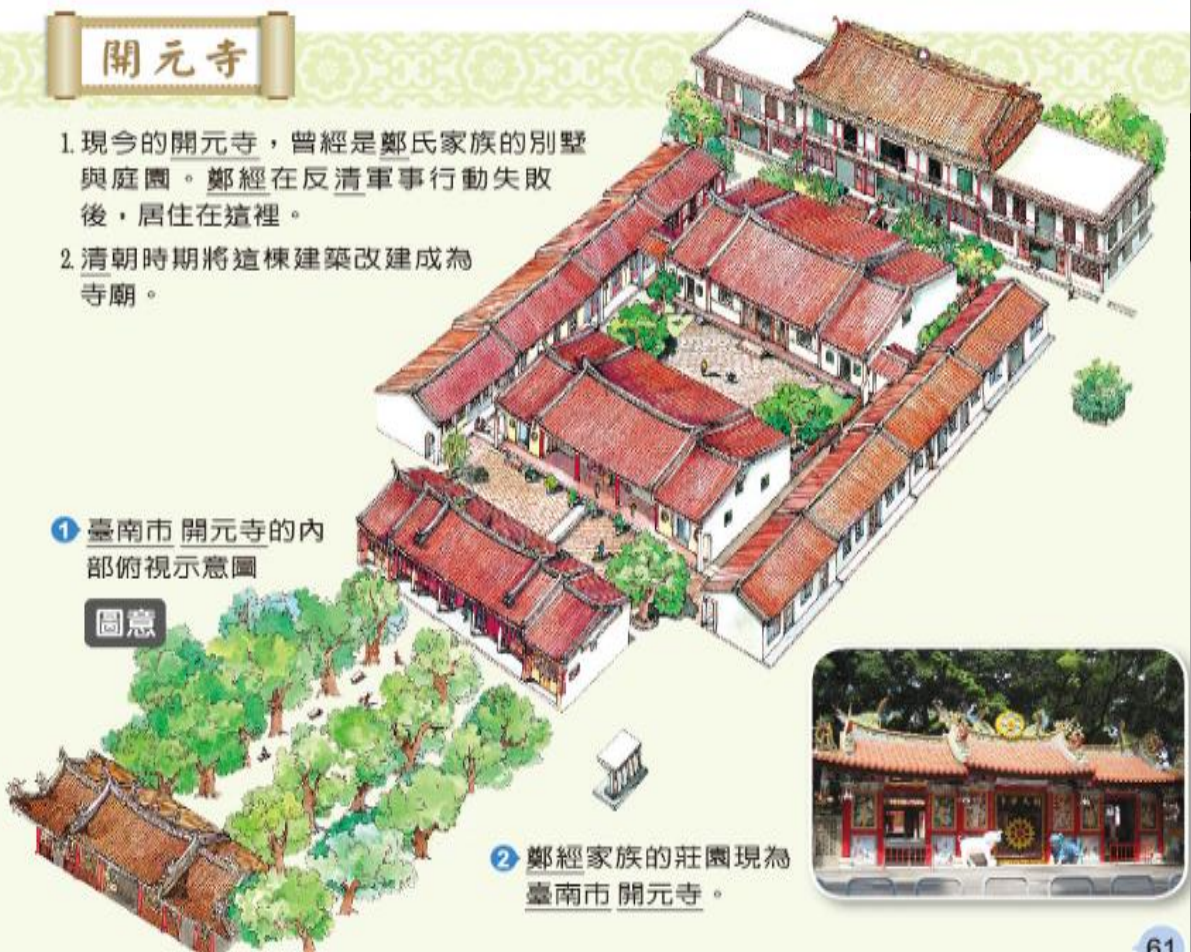 開元寺
1. 現今的開元寺，曾經是鄭氏家族的別墅
與庭園。鄭經在反清軍事行動失敗
後，居住在這裡。
2. 清朝時期將這棟建築改建成為
寺廟。
1 臺南市 開元寺的內
部俯視示意圖
圖意
2 鄭經家族的莊園現為
臺南市 開元寺。
61